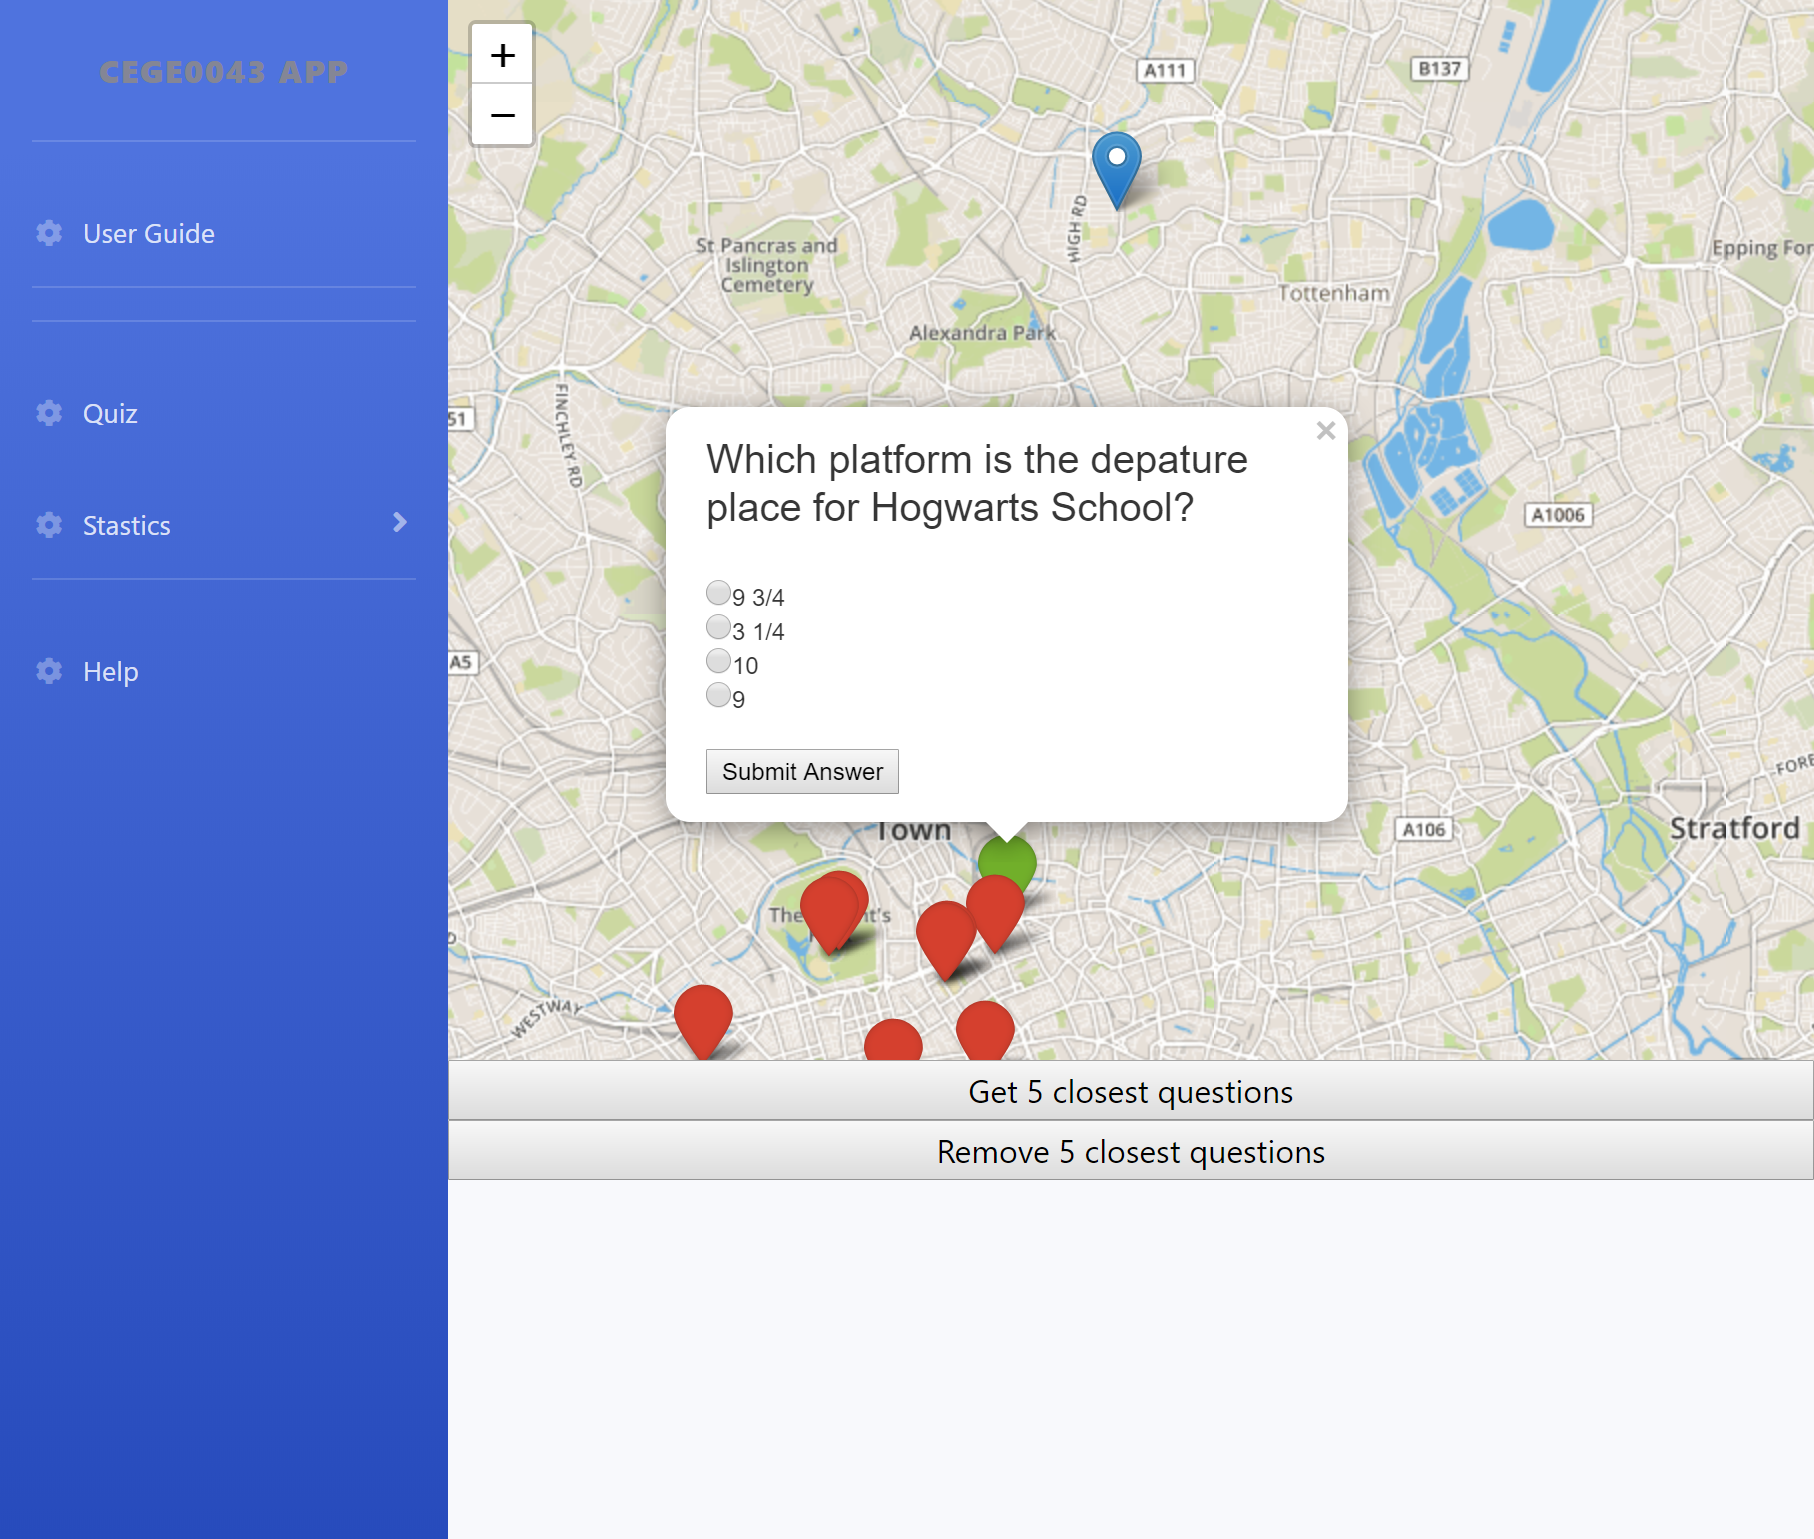 CEGE0043 APP
User Guide
Quiz
Stastics
Help
+
−
A111
B137
HIGH RD
St Pancras and
Islington
Cemetery
Epping For
Tottenham
Alexandra Park
FINCHLEY RD
51
×
Which platform is the depature
place for Hogwarts School?
A1006
9 3/4
3 1/4
10
9
A5
Submit Answer
FORE
Town
A106
Stratford
The
nt's
WESTWAY
Get 5 closest questions
Remove 5 closest questions